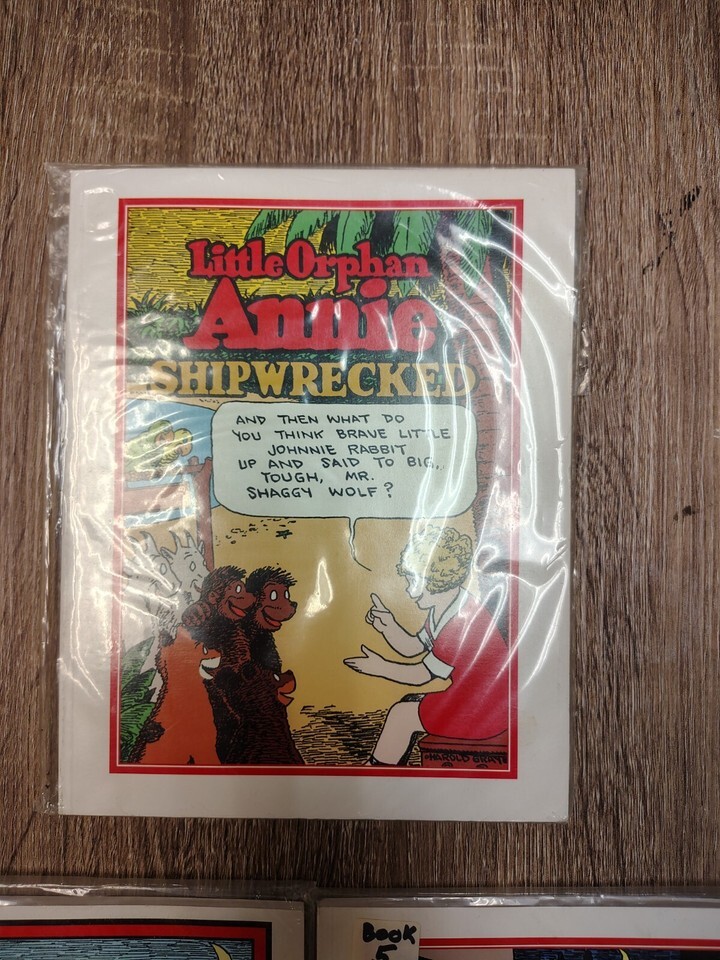 Little Orphan
Annie
SHIPWRECKED
AND THEN WHAT DO
YOU THINK BRAVE LITTLE
JOHNNIE RABBIT
UP AND SAID TO BIG,
TOUGH, MR.
SHAGGY WOLF?
HAROLD GRAY
BOOK
5